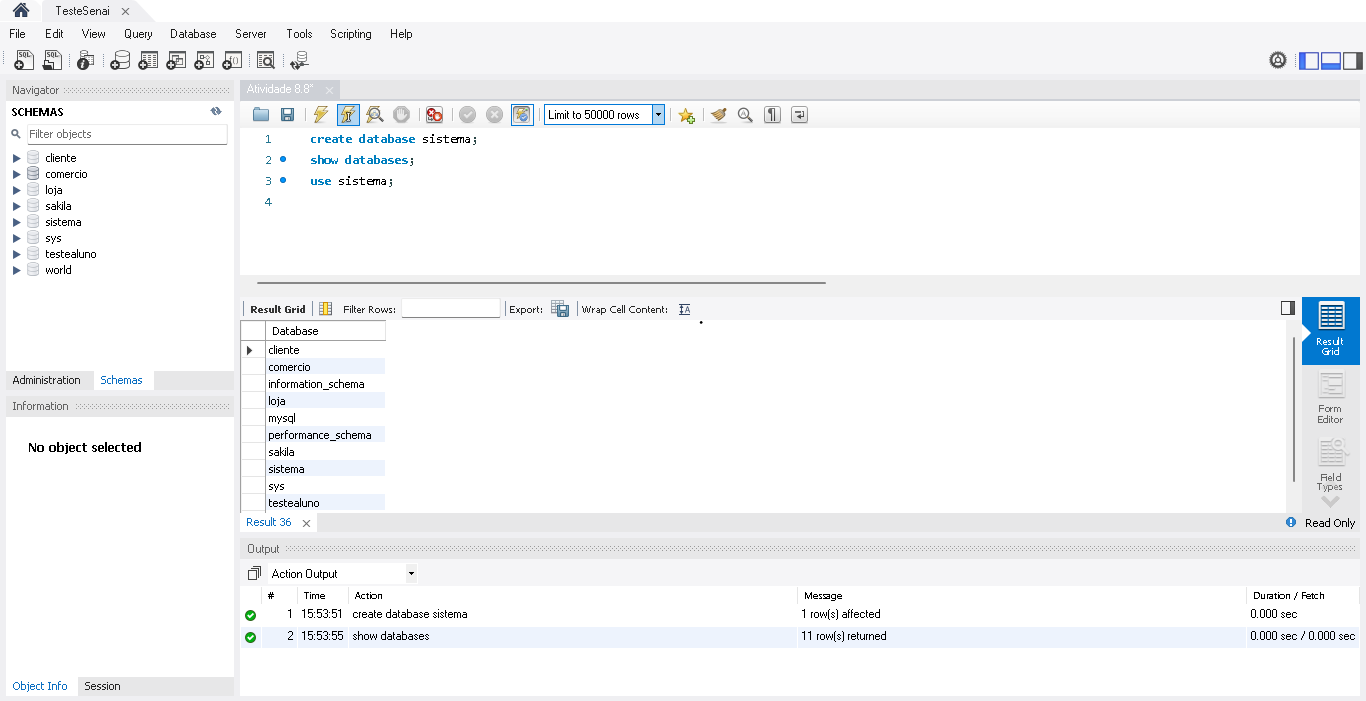 TesteSenai
File Edit View Query Database Server Tools Scripting Help
Navigator
SCHEMAS
Filter objects
cliente
comercio
loja
sakila
sistema
sys
testealuno
world
Administration Schemas
Information
No object selected
Object Info Session
Atividade 8.8*
Limit to 50000 rows
1 create database sistema;
2 show databases;
3 use sistema;
4
Result Grid Filter Rows: Export: Wrap Cell Content:
Database
cliente
comercio
information_schema
loja
mysql
performance_schema
sakila
sistema
sys
testealuno
Result Grid
Form Editor
Field Types
Result 36 Read Only
Output
Action Output
# Time Action Message Duration / Fetch
1 15:53:51 create database sistema 1 row(s) affected 0.000 sec
2 15:53:55 show databases 11 row(s) returned 0.000 sec / 0.000 sec